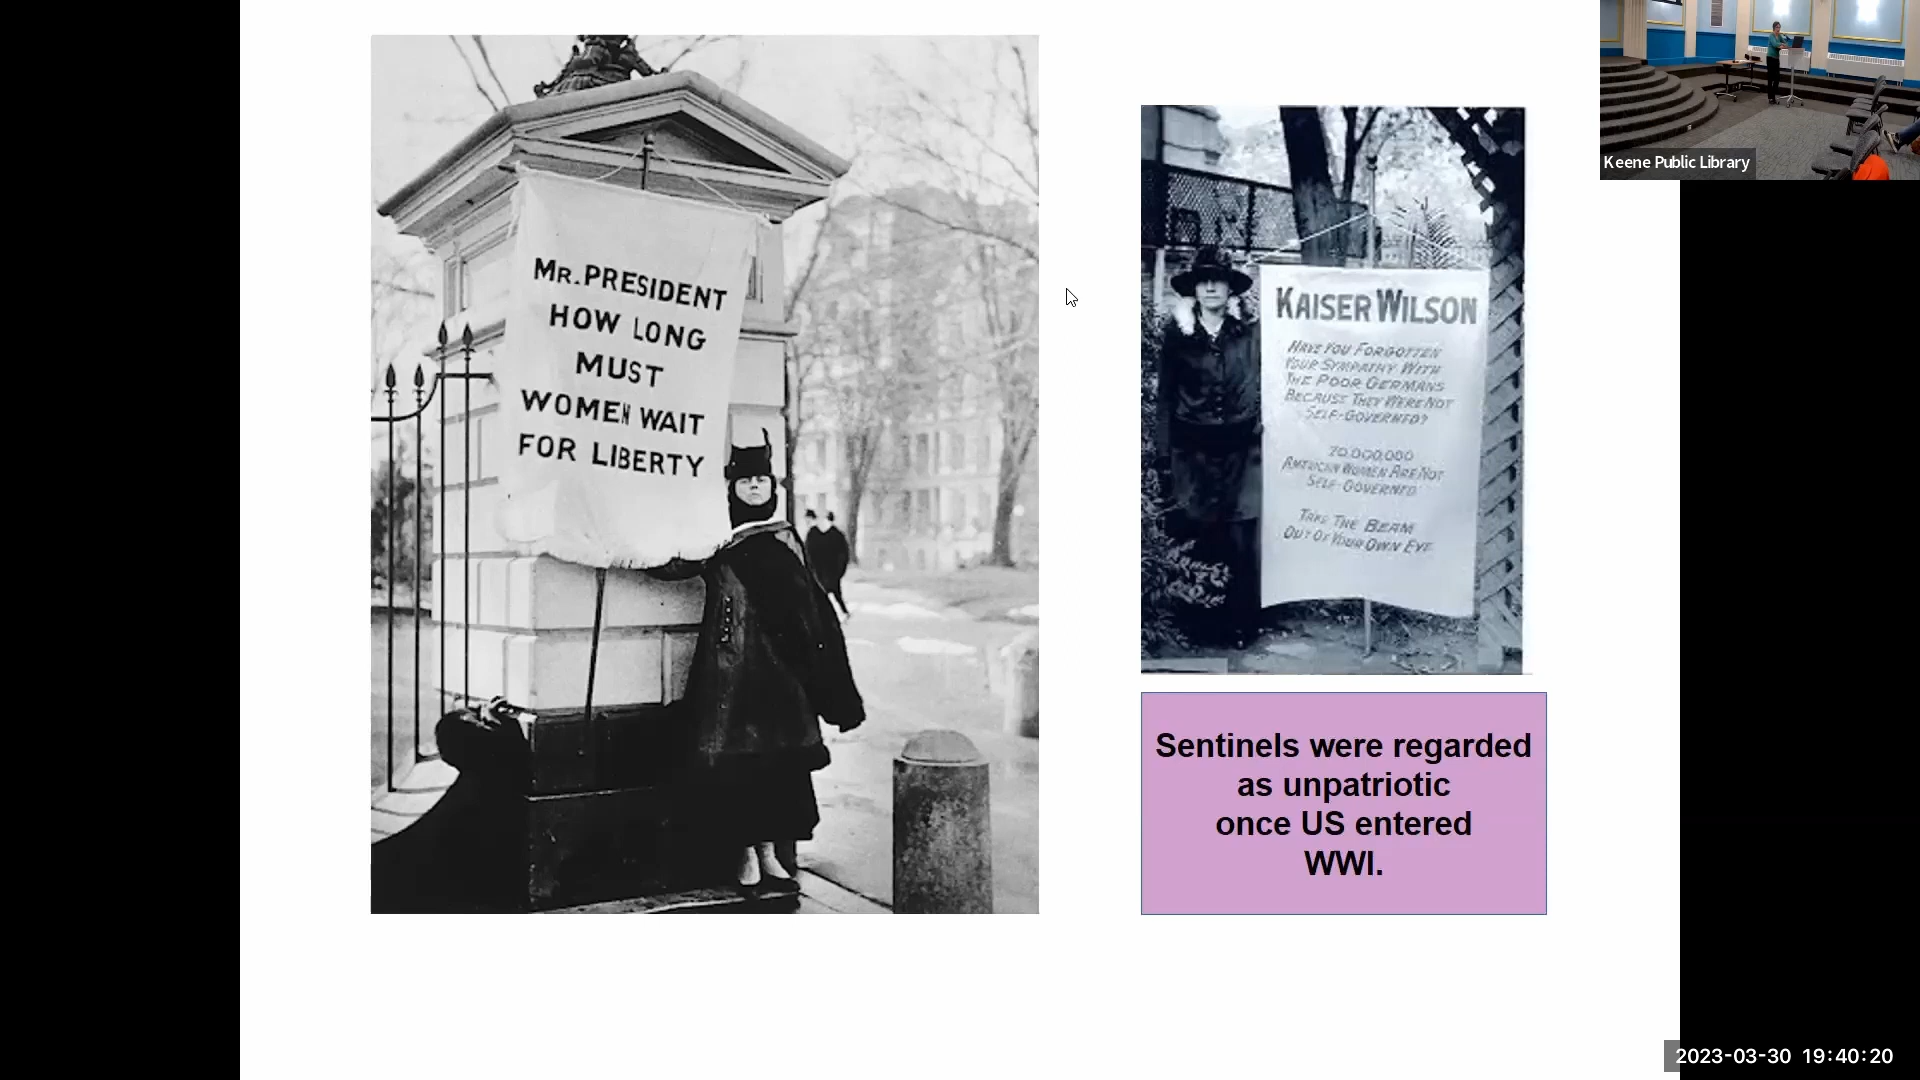 Mr. PRESIDENT
HOW LONG
MUST
WOMEN WAIT
FOR LIBERTY
KAISER WILSON
HAVE YOU FORGOTTEN
YOUR SYMPATHY WITH
THE POOR GERMANS
BECAUSE THEY WERE NOT
SELF-GOVERNED?
20,000,000
AMERICAN WOMEN ARE NOT
SELF-GOVERNED
TAKE THE BEAM
OUT OF YOUR OWN EYE
Sentinels were regarded
as unpatriotic
once US entered
WWI.
Keene Public Library
2023-03-30 19:40:20